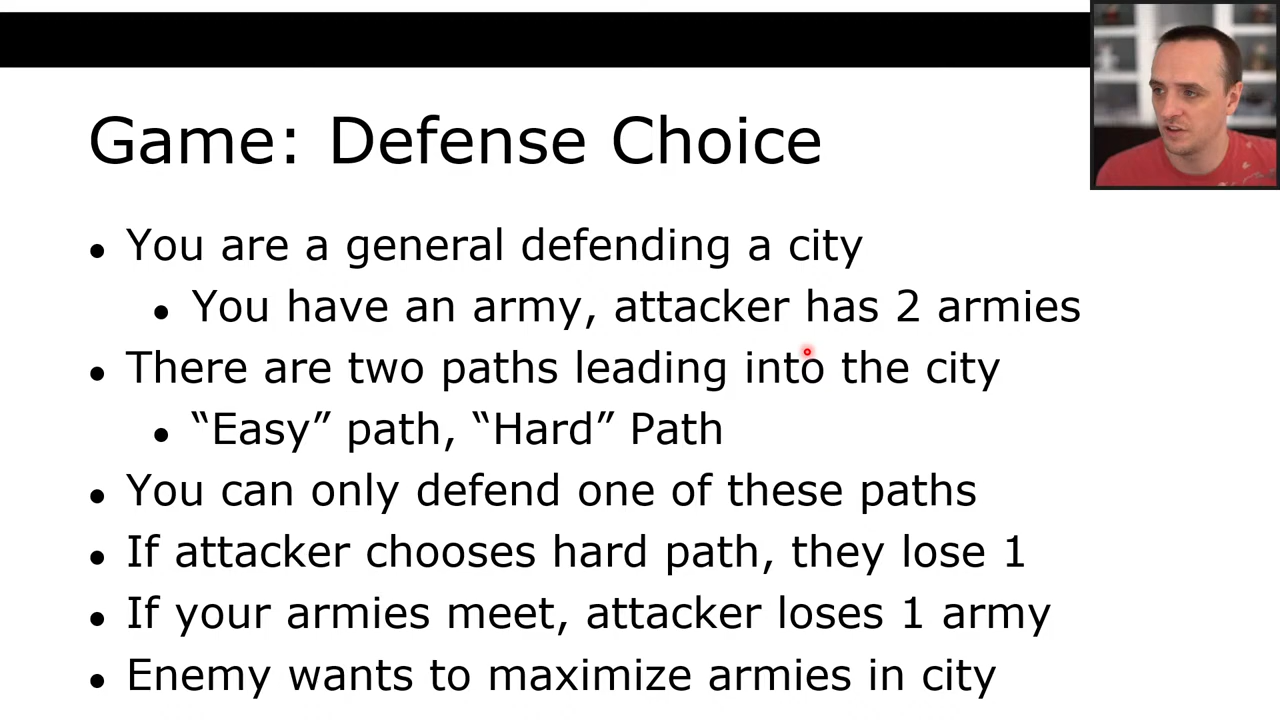 Game: Defense Choice
• You are a general defending a city
• You have an army, attacker has 2 armies
• There are two paths leading into the city
• “Easy” path, “Hard” Path
• You can only defend one of these paths
• If attacker chooses hard path, they lose 1
• If your armies meet, attacker loses 1 army
• Enemy wants to maximize armies in city